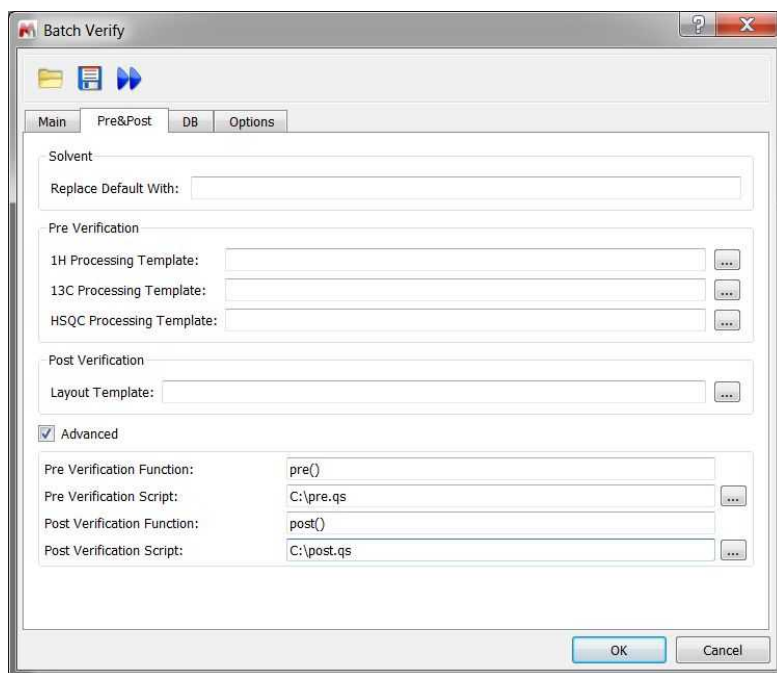 Batch Verify
Main Pre&Post DB Options
Solvent
Replace Default With:
Pre Verification
1H Processing Template:
...
13C Processing Template:
...
HSQC Processing Template:
...
Post Verification
Layout Template:
...
Advanced
Pre Verification Function: pre()
Pre Verification Script: C:\pre.qs ...
Post Verification Function: post()
Post Verification Script: C:\post.qs ...
OK Cancel